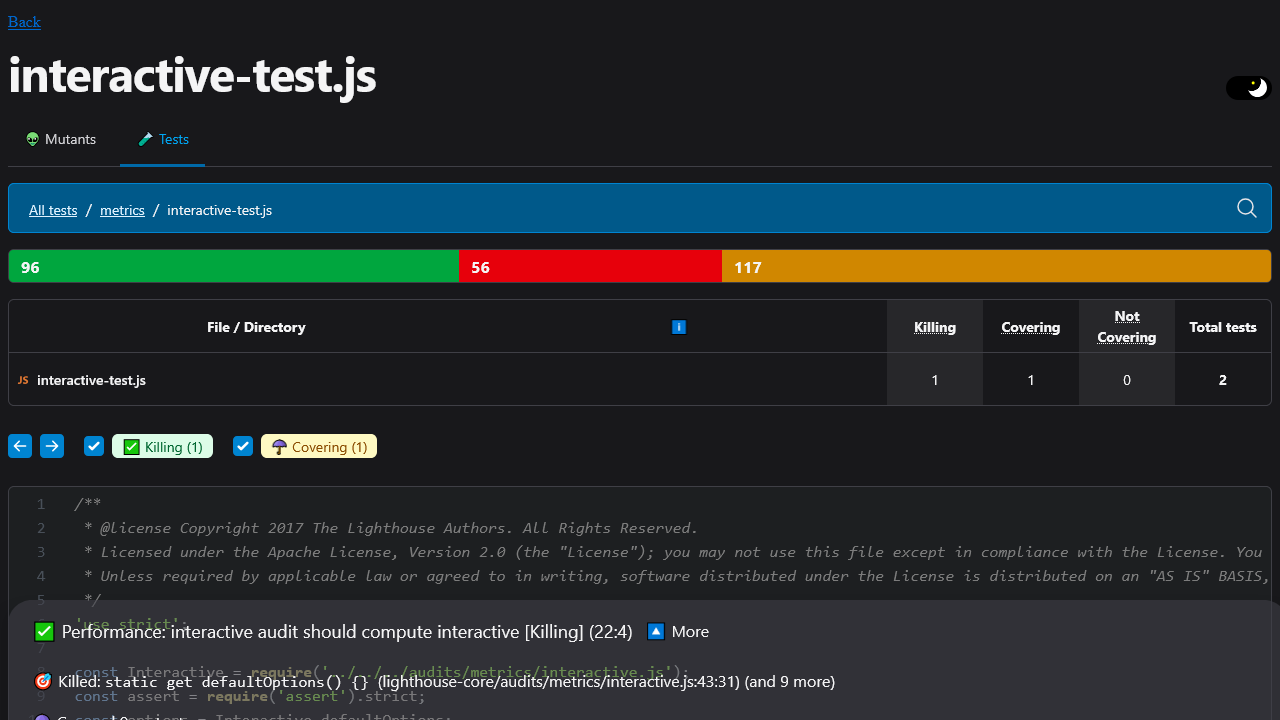 Back
interactive-test.js
Mutants Tests
All tests / metrics / interactive-test.js
96 56 117
File / Directory Killing Covering Not Covering Total tests
JS interactive-test.js 1 1 0 2
Killing (1) Covering (1)
1 /**
2 * @license Copyright 2017 The Lighthouse Authors. All Rights Reserved.
3 * Licensed under the Apache License, Version 2.0 (the "License"); you may not use this file except in compliance with the License. You
4 * Unless required by applicable law or agreed to in writing, software distributed under the License is distributed on an "AS IS" BASIS,
5 */
'use strict';
Performance: interactive audit should compute interactive [Killing] (22:4) More
7
8 const Interactive = require('../../../audits/metrics/interactive.js');
Killed: static get defaultOptions() {} (lighthouse-core/audits/metrics/interactive.js:43:31) (and 9 more)
9 const assert = require('assert').strict;
const options = Interactive.defaultOptions;